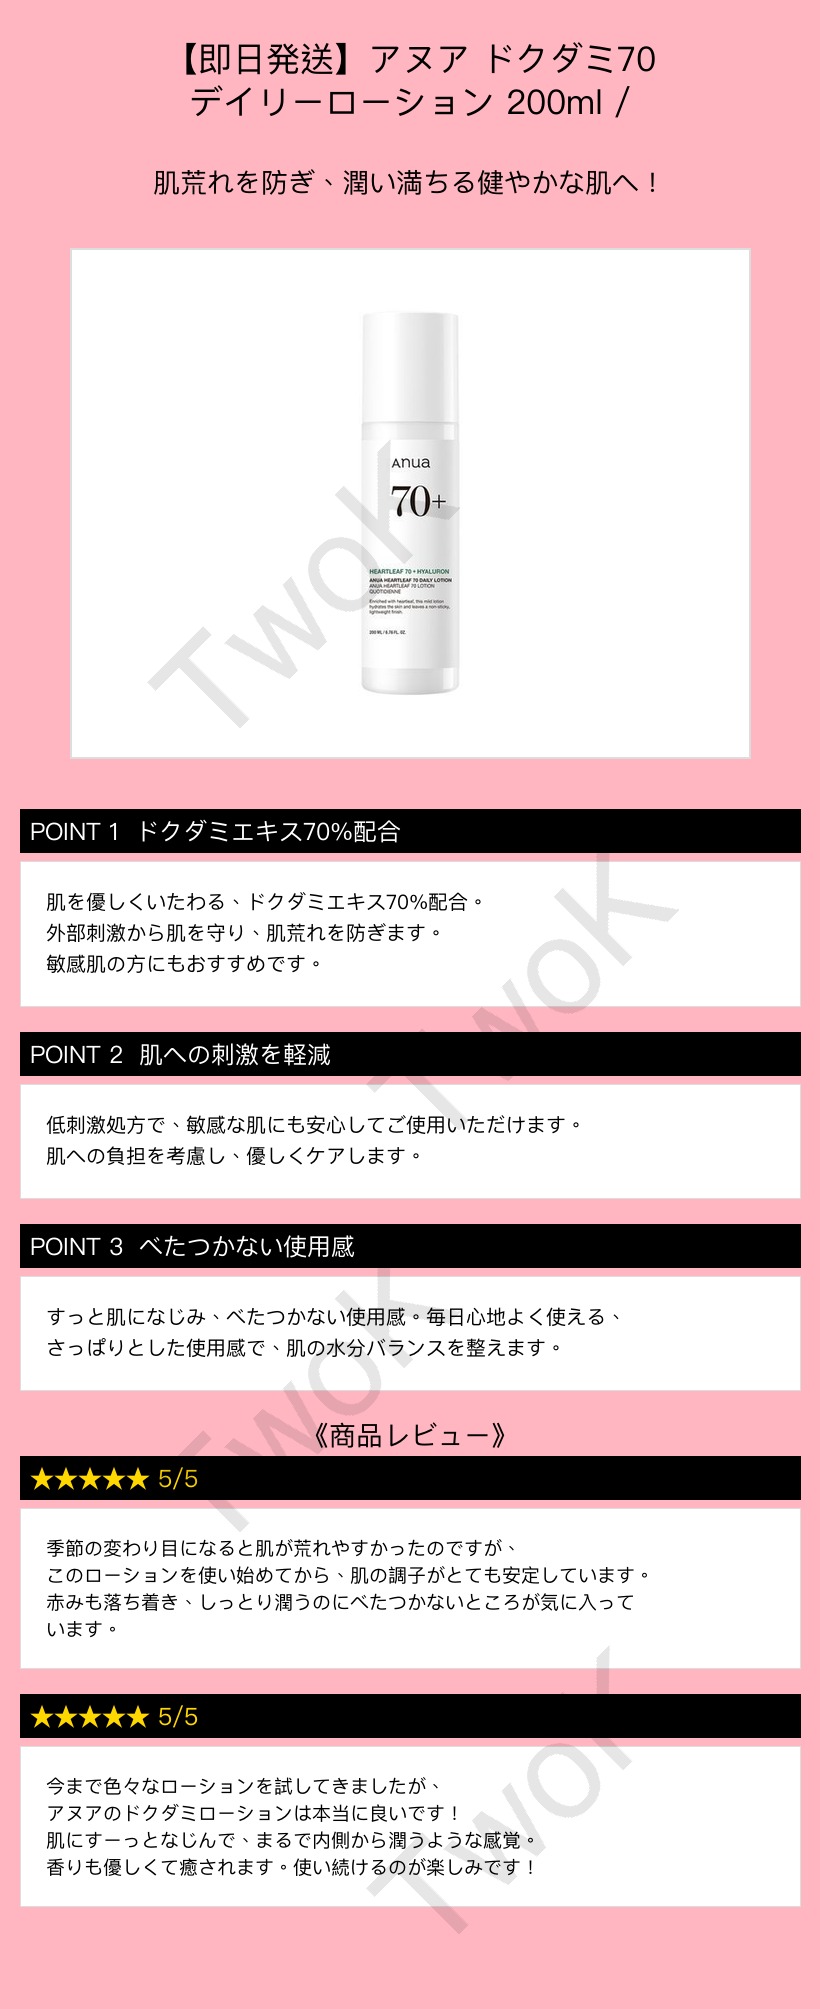 【即日発送】アヌア ドクダミ70
デイリーローション 200ml /
肌荒れを防ぎ、潤い満ちる健やかな肌へ！
Anua
70+
HEARTLEAF 70 + HYALURON
ANUA HEARTLEAF 70 DAILY LOTION
ANUA HEARTLEAF 70 LOTION
QUOTIDIENNE
Enriched with heartleaf, this mild lotion
hydrates the skin and leaves a non-sticky,
lightweight finish.
200 ML / 6.76 FL. OZ.
TwoK
POINT 1 ドクダミエキス70%配合
肌を優しくいたわる、ドクダミエキス70%配合。
外部刺激から肌を守り、肌荒れを防ぎます。
敏感肌の方にもおすすめです。
TwoK
POINT 2 肌への刺激を軽減
低刺激処方で、敏感な肌にも安心してご使用いただけます。
肌への負担を考慮し、優しくケアします。
POINT 3 べたつかない使用感
すっと肌になじみ、べたつかない使用感。毎日心地よく使える、
さっぱりとした使用感で、肌の水分バランスを整えます。
TwoK
《商品レビュー》
★★★★★ 5/5
季節の変わり目になると肌が荒れやすかったのですが、
このローションを使い始めてから、肌の調子がとても安定しています。
赤みも落ち着き、しっとり潤うのにべたつかないところが気に入って
います。
★★★★★ 5/5
今まで色々なローションを試してきましたが、
アヌアのドクダミローションは本当に良いです！
肌にすーっとなじんで、まるで内側から潤うような感覚。
香りも優しくて癒されます。使い続けるのが楽しみです！
TwoK